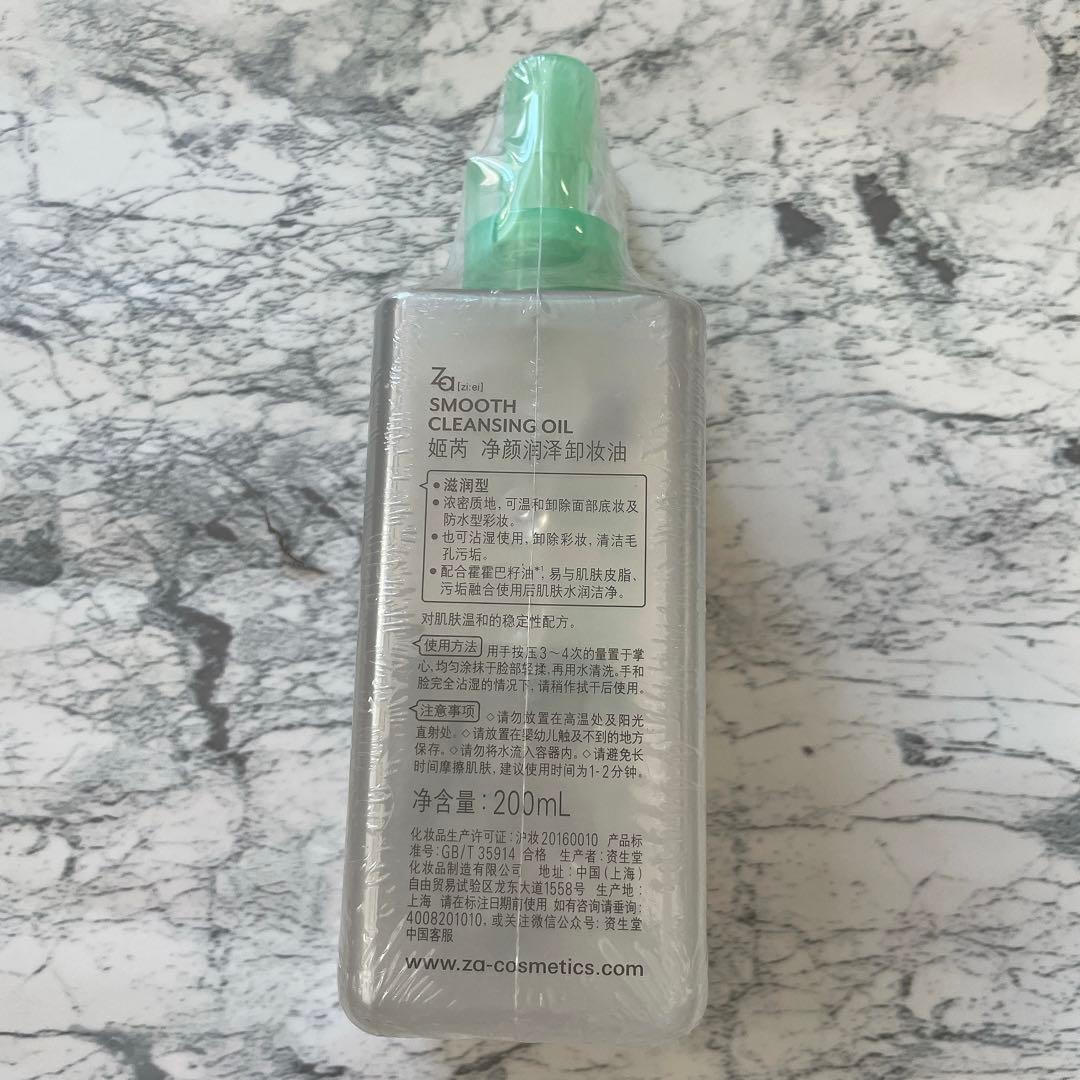 Za [zi:ei]
SMOOTH
CLEANSING OIL
姬芮 净颜润泽卸妆油
●滋润型
●浓密质地，可温和卸除面部底妆及
防水型彩妆。
●也可沾湿使用，卸除彩妆，清洁毛
孔污垢。
●配合霍霍巴籽油*1，易与肌肤皮脂、
污垢融合使用后肌肤水润洁净。
对肌肤温和的稳定性配方。
使用方法 用手按压3～4次的量置于掌
心，均匀涂抹于脸部轻揉，再用水清洗。手和
脸完全沾湿的情况下，请稍作拭干后使用。
注意事项 ◇请勿放置在高温处及阳光
直射处。◇请放置在婴幼儿触及不到的地方
保存。◇请勿将水流入容器内。◇请避免长
时间摩擦肌肤，建议使用时间为1-2分钟。
净含量：200mL
化妆品生产许可证：沪妆20160010 产品标
准号：GB/T 35914 合格 生产者：资生堂
化妆品制造有限公司 地址：中国（上海）
自由贸易试验区龙东大道1558号 生产地：
上海 请在标注日期前使用 如有咨询请垂询：
4008201010，或关注微信公众号：资生堂
中国客服
www.za-cosmetics.com